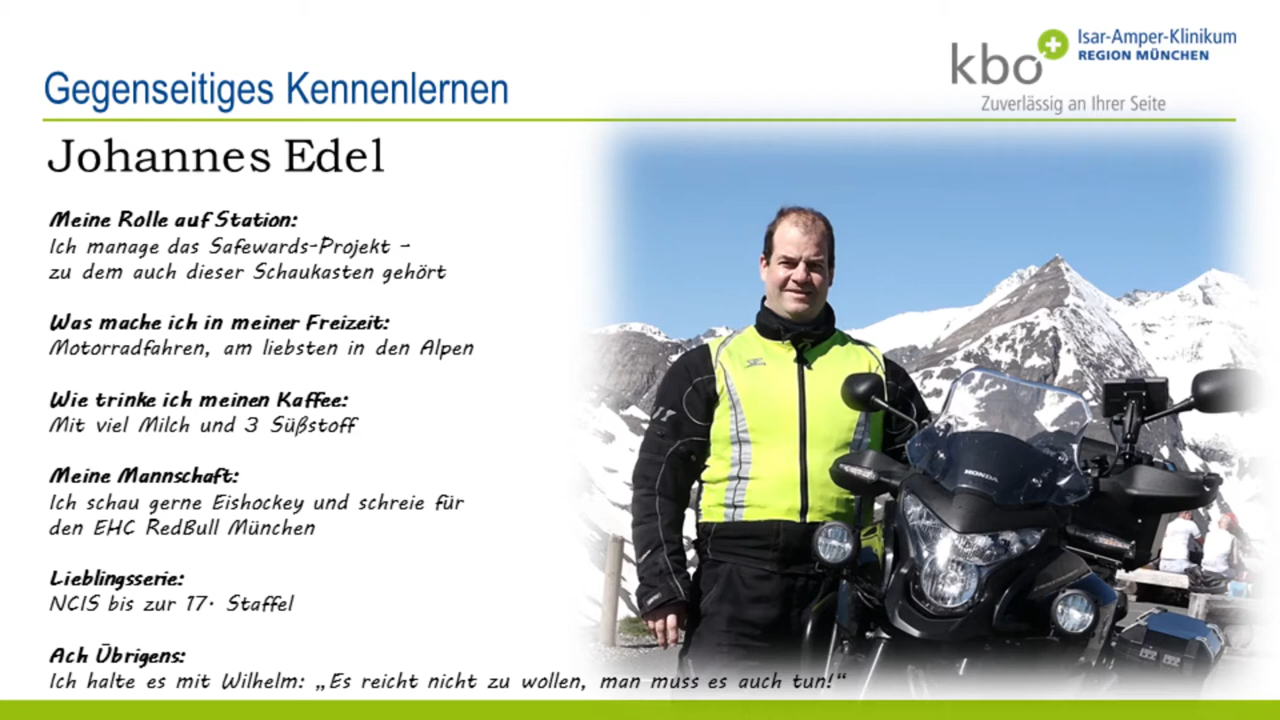 kbo
Isar-Amper-Klinikum
REGION MÜNCHEN
Zuverlässig an Ihrer Seite
Gegenseitiges Kennenlernen
Johannes Edel
Meine Rolle auf Station:
Ich manage das Safewards-Projekt –
zu dem auch dieser Schaukasten gehört
Was mache ich in meiner Freizeit:
Motorradfahren, am liebsten in den Alpen
Wie trinke ich meinen Kaffee:
Mit viel Milch und 3 Süßstoff
Meine Mannschaft:
Ich schau gerne Eishockey und schreie für
den EHC RedBull München
Lieblingsserie:
NCIS bis zur 17. Staffel
Ach Übrigens:
Ich halte es mit Wilhelm: „Es reicht nicht zu wollen, man muss es auch tun!“
HONDA